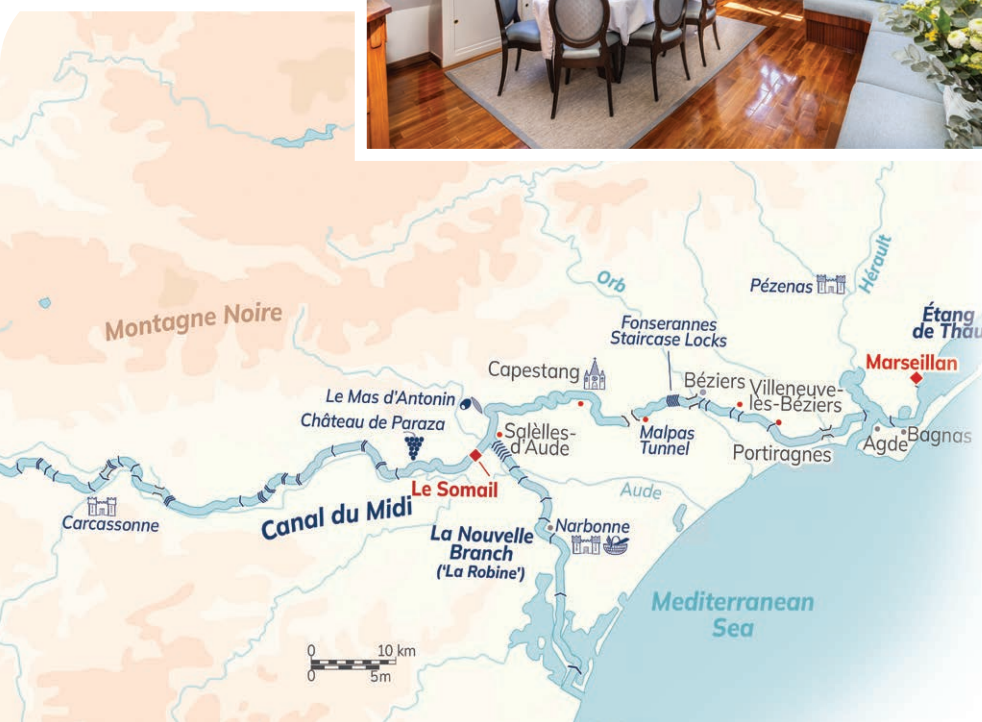 Orb
Hérault
Pézenas
Étang
de Thau
Montagne Noire
Fonserannes
Staircase Locks
Marseillan
Capestang
Béziers
Villeneuve-
lès-Béziers
Le Mas d'Antonin
Château de Paraza
Salèlles-
d'Aude
Malpas
Tunnel
Portiragnes
Agde
Bagnas
Le Somail
Aude
Carcassonne
Canal du Midi
La Nouvelle
Branch
('La Robine')
Narbonne
Mediterranean
Sea
0 10 km
0 5m